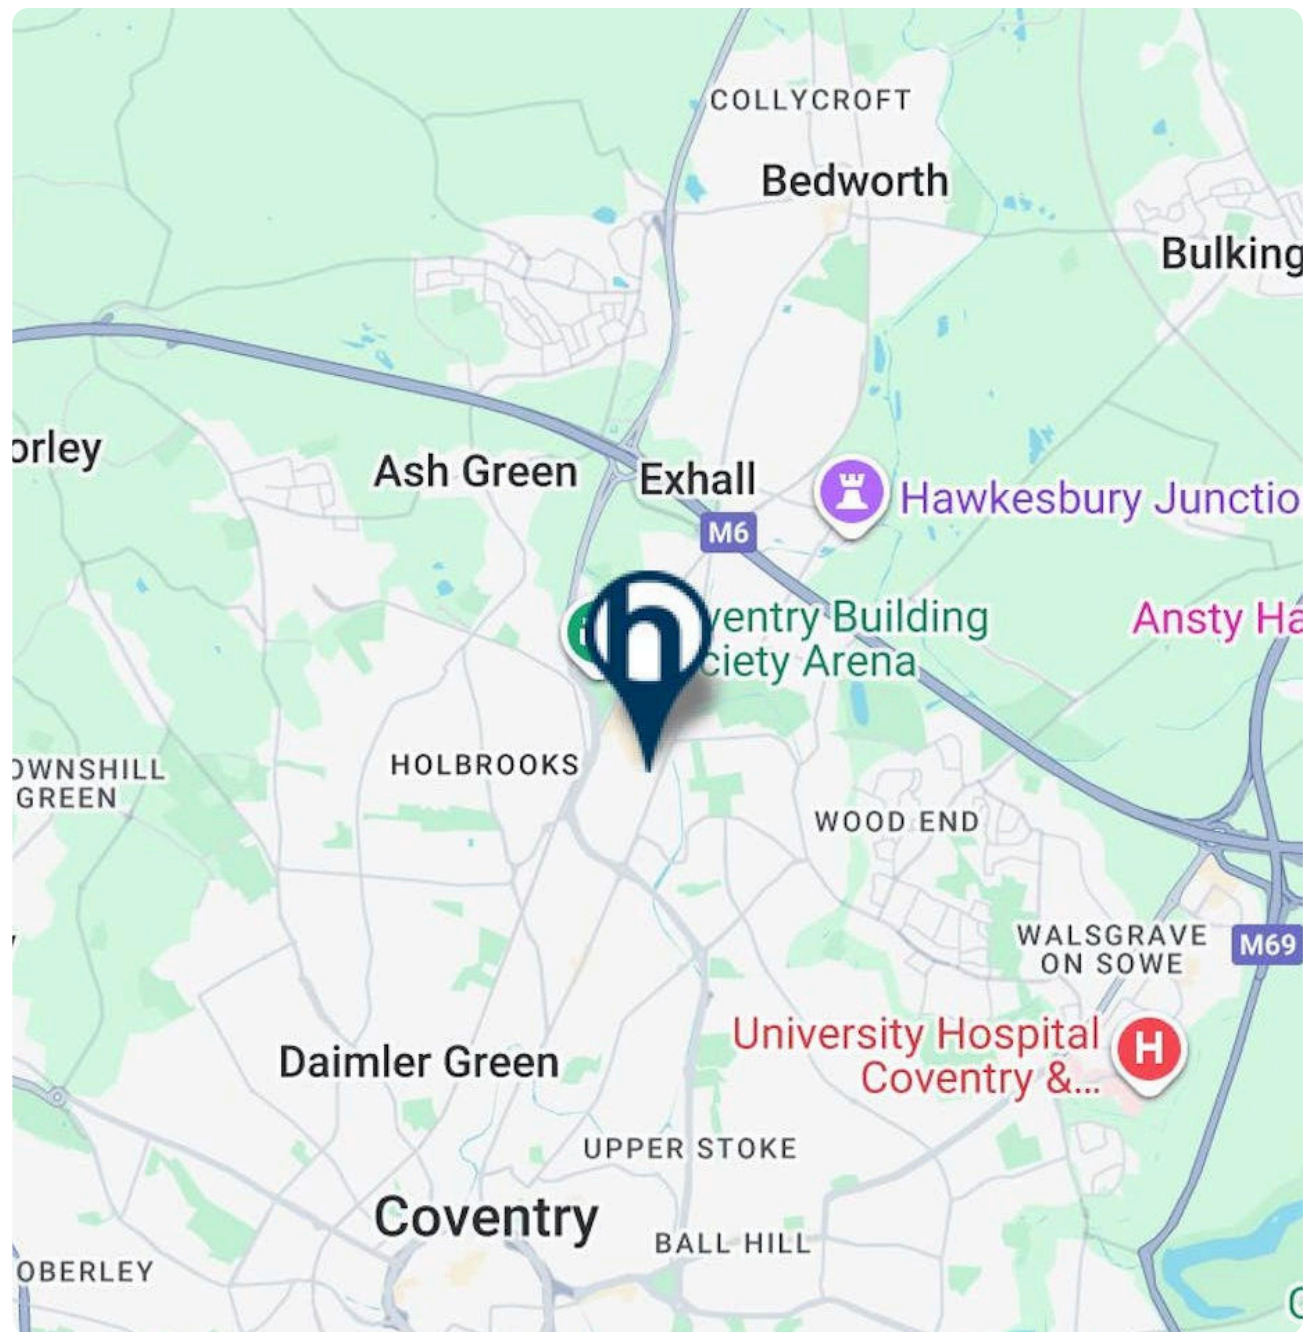 COLLYCROFT
Bedworth
Bulking
orley
Ash Green
Exhall
M6
Hawkesbury Junctio
h
ventry Building
ciety Arena
Ansty Ha
HOLBROOKS
OWNSHILL
GREEN
WOOD END
WALSGRAVE
ON SOWE
M69
University Hospital
Coventry &...
H
Daimler Green
UPPER STOKE
Coventry
BALL HILL
OBERLEY